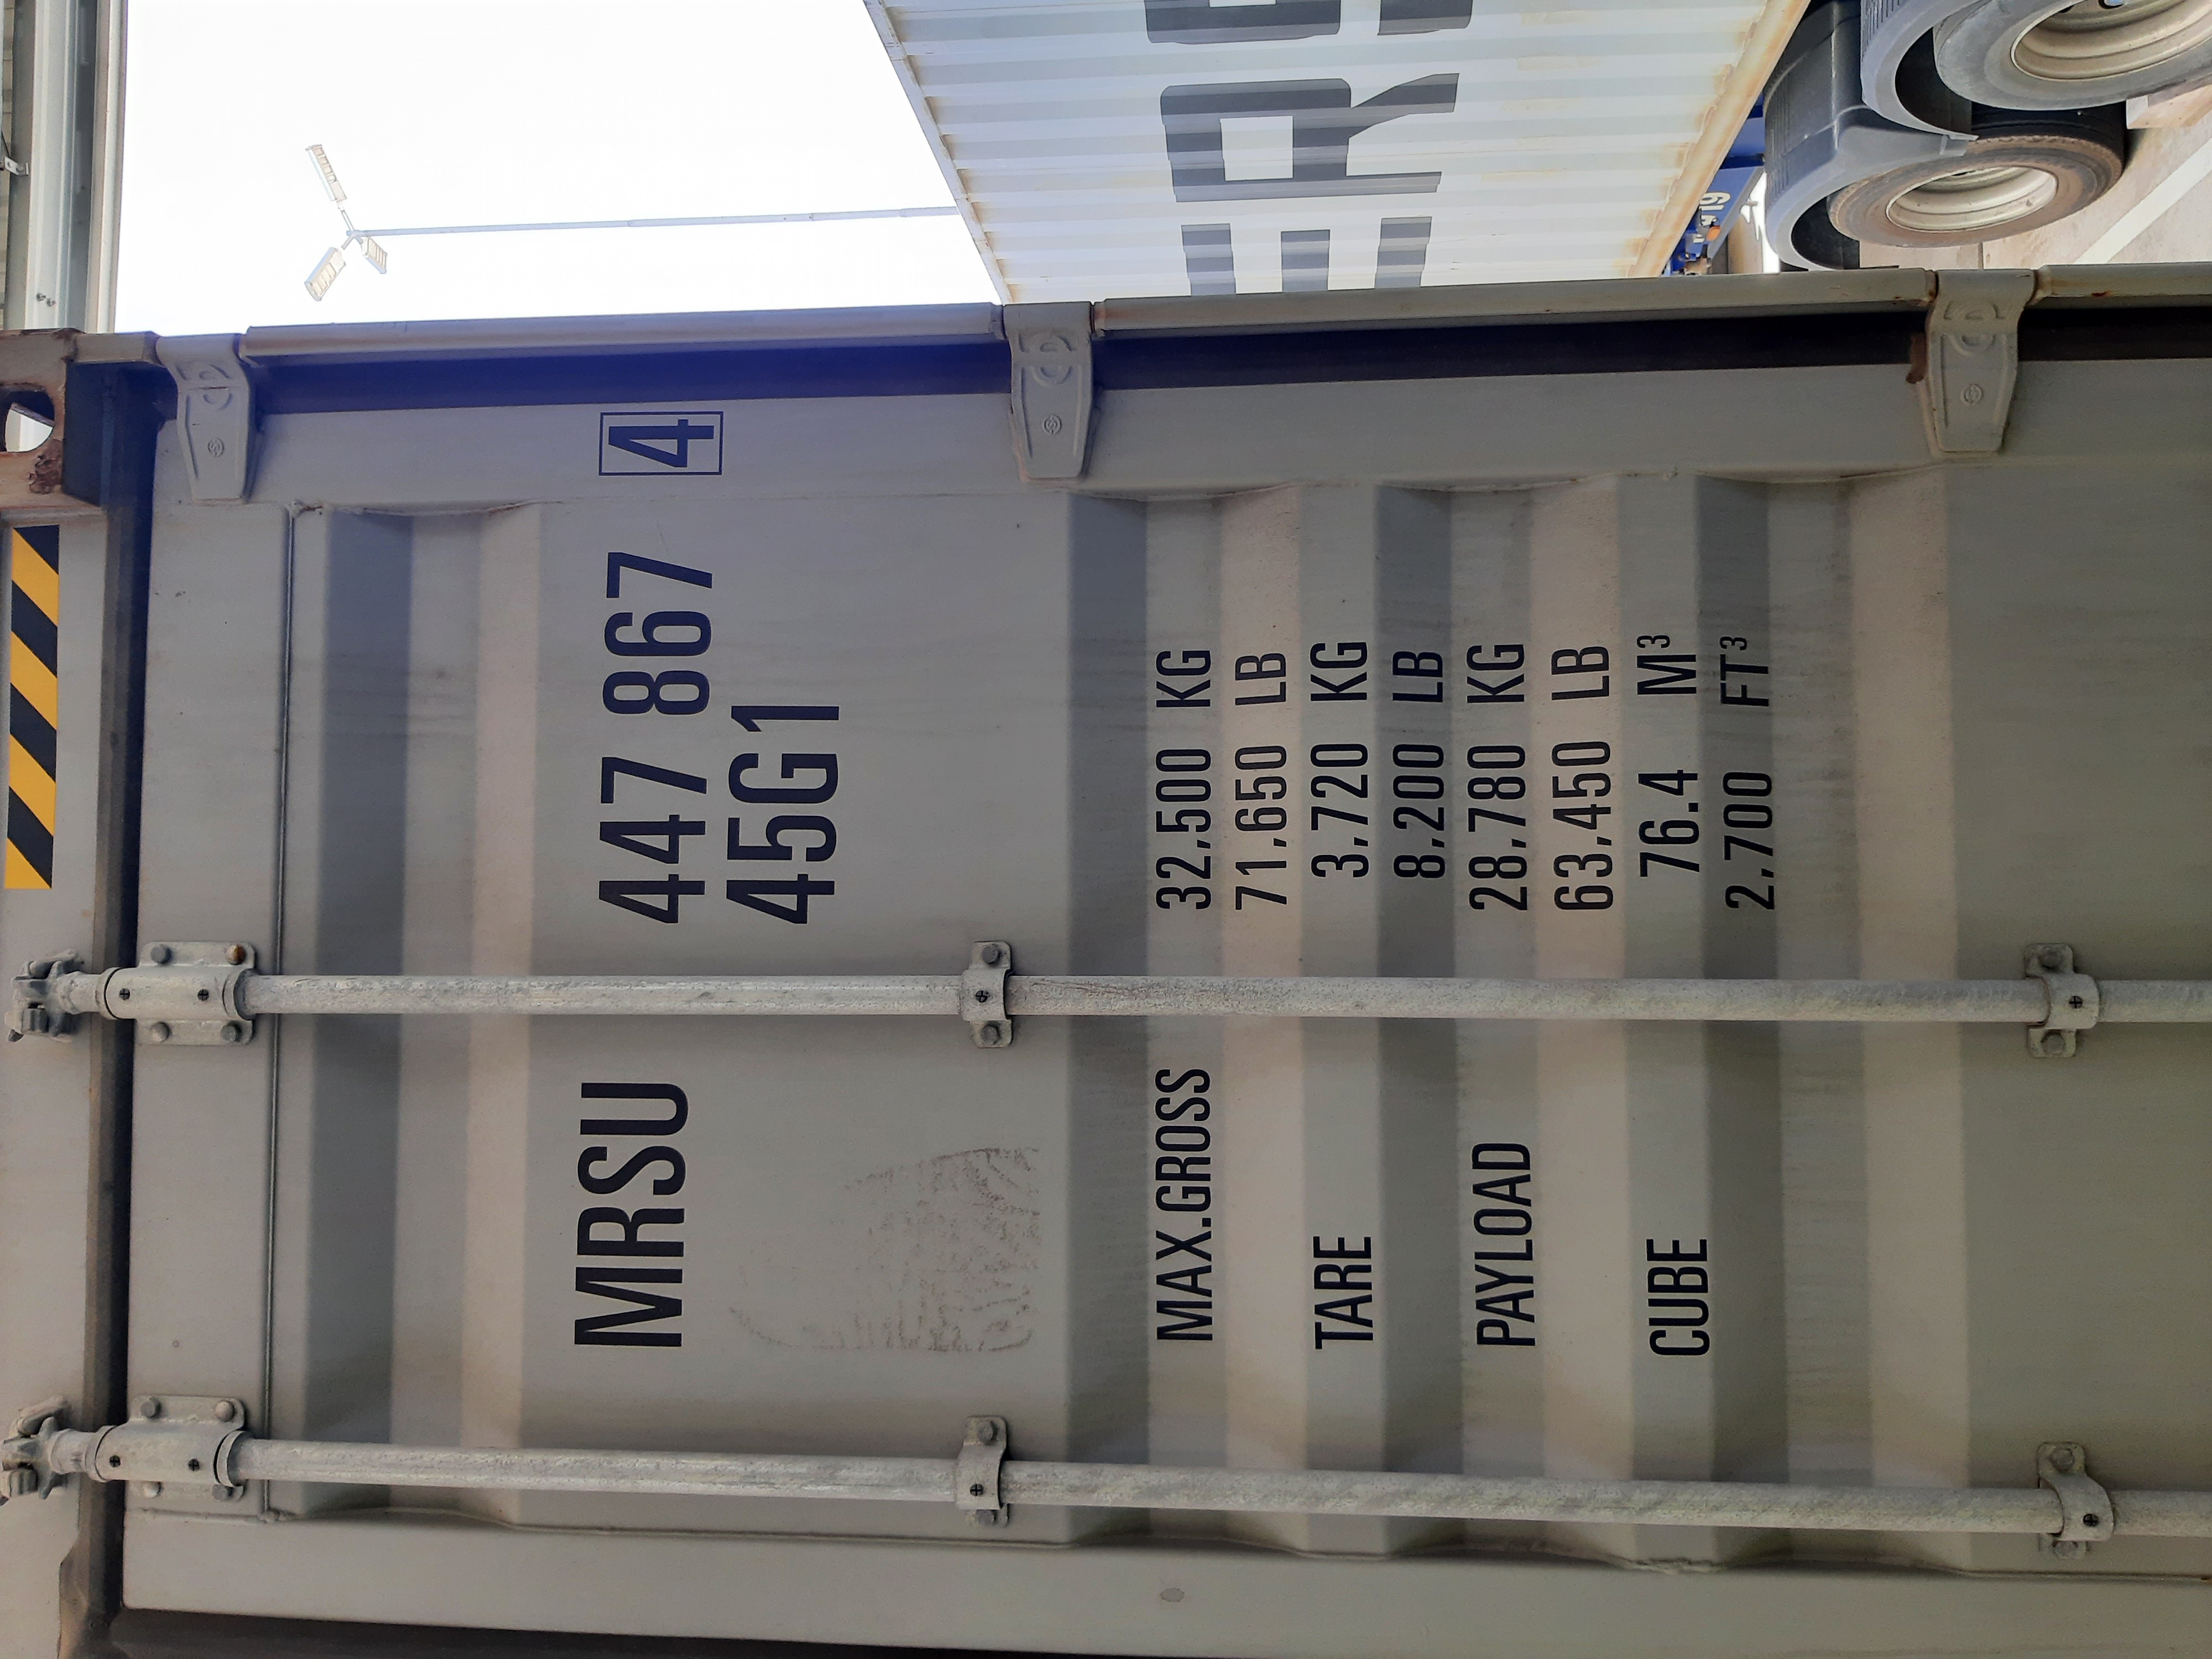 MRSU 447 867 4
45G1
MAX.GROSS 32,500 KG
71,650 LB
TARE 3,720 KG
8,200 LB
PAYLOAD 28,780 KG
63,450 LB
CUBE 76.4 M³
2,700 FT³
ER